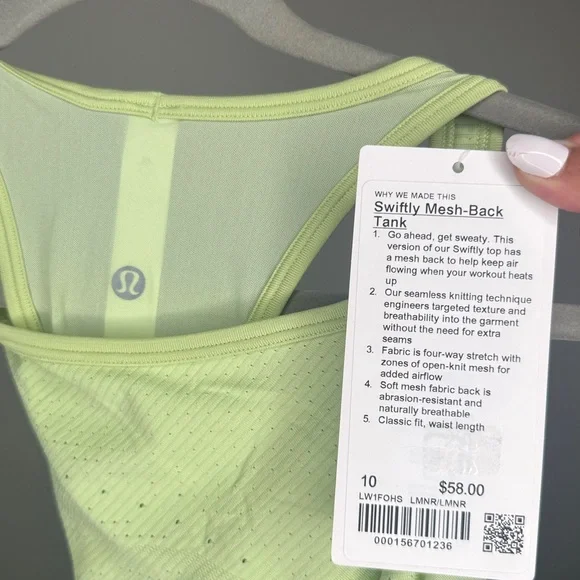 WHY WE MADE THIS
Swiftly Mesh-Back
Tank
1. Go ahead, get sweaty. This
version of our Swiftly top has
a mesh back to help keep air
flowing when your workout heats
up
2. Our seamless knitting technique
engineers targeted texture and
breathability into the garment
without the need for extra
seams
3. Fabric is four-way stretch with
zones of open-knit mesh for
added airflow
4. Soft mesh fabric back is
abrasion-resistant and
naturally breathable
5. Classic fit, waist length
10 $58.00
LW1FOHS LMNR/LMNR
000156701236